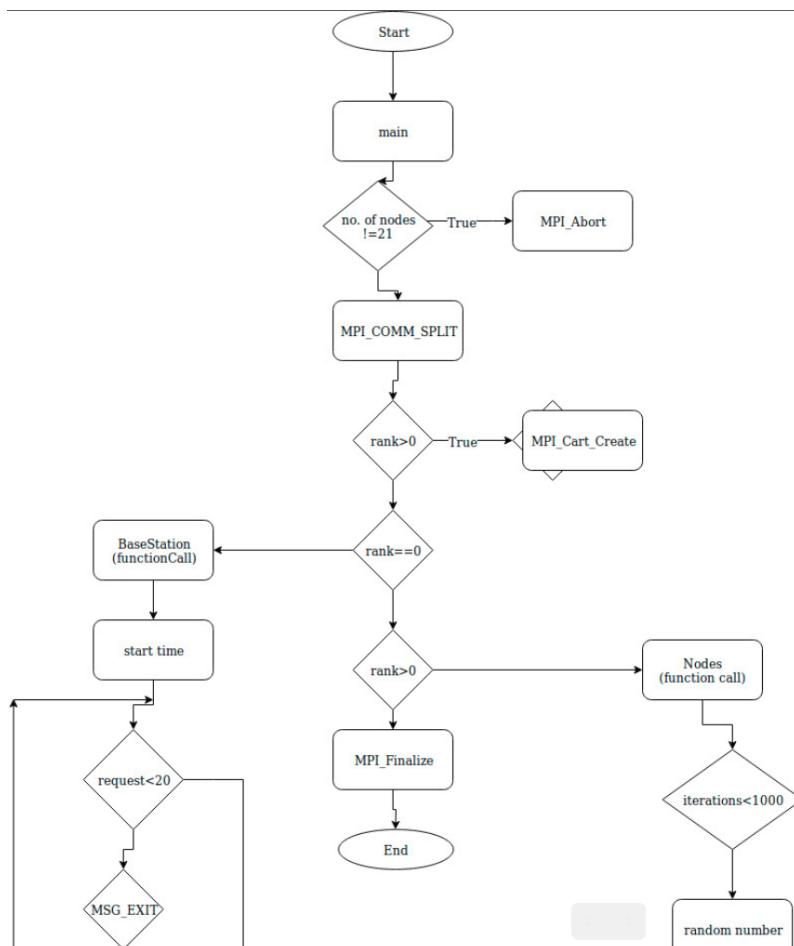 Start
main
no. of nodes
!=21
True
MPI_Abort
MPI_COMM_SPLIT
rank>0
True
MPI_Cart_Create
BaseStation
(functionCall)
rank==0
start time
rank>0
Nodes
(function call)
request<20
MPI_Finalize
iterations<1000
End
MSG_EXIT
random number